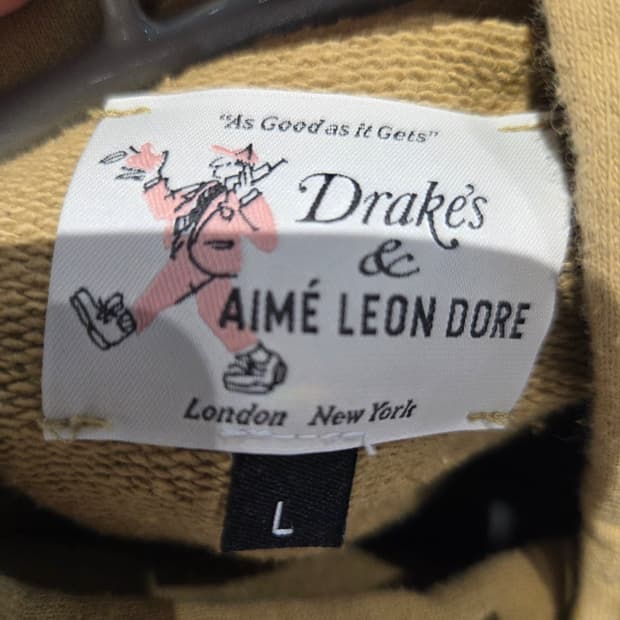 "As Good as it Gets"
Drake's
&
AIMÉ LEON DORE
London New York
L